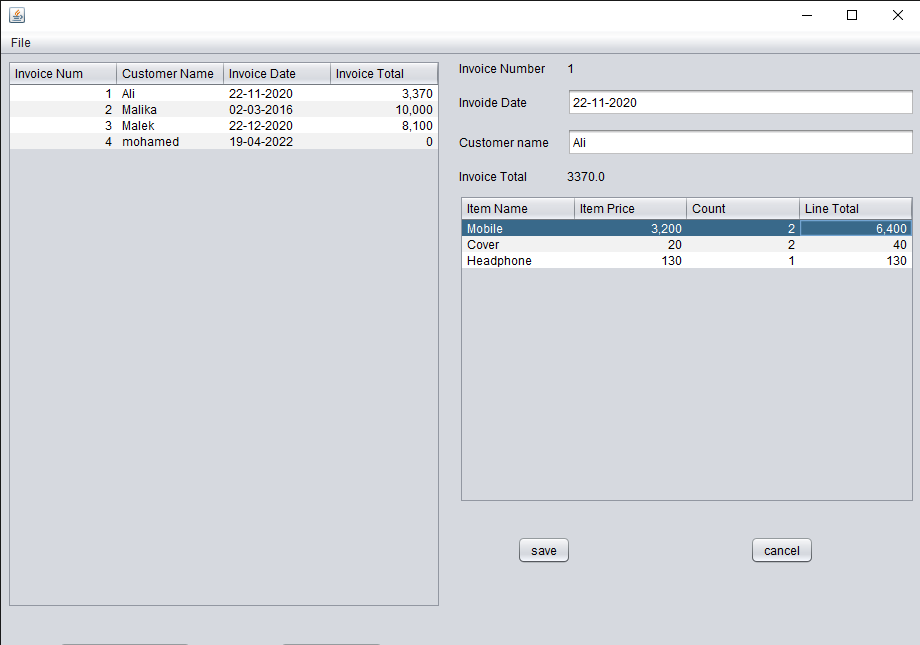 File
Invoice Num Customer Name Invoice Date Invoice Total
1 Ali 22-11-2020 3,370
2 Malika 02-03-2016 10,000
3 Malek 22-12-2020 8,100
4 mohamed 19-04-2022 0
Invoice Number 1
Invoide Date 22-11-2020
Customer name Ali
Invoice Total 3370.0
Item Name Item Price Count Line Total
Mobile 3,200 2 6,400
Cover 20 2 40
Headphone 130 1 130
save cancel